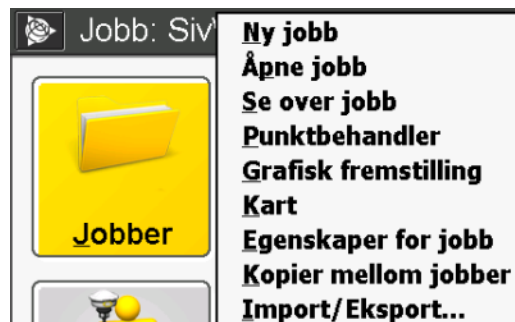 Jobb: Siv
Ny jobb
Åpne jobb
Se over jobb
Punktbehandler
Grafisk fremstilling
Kart
Egenskaper for jobb
Kopier mellom jobber
Import/Eksport...
Jobber